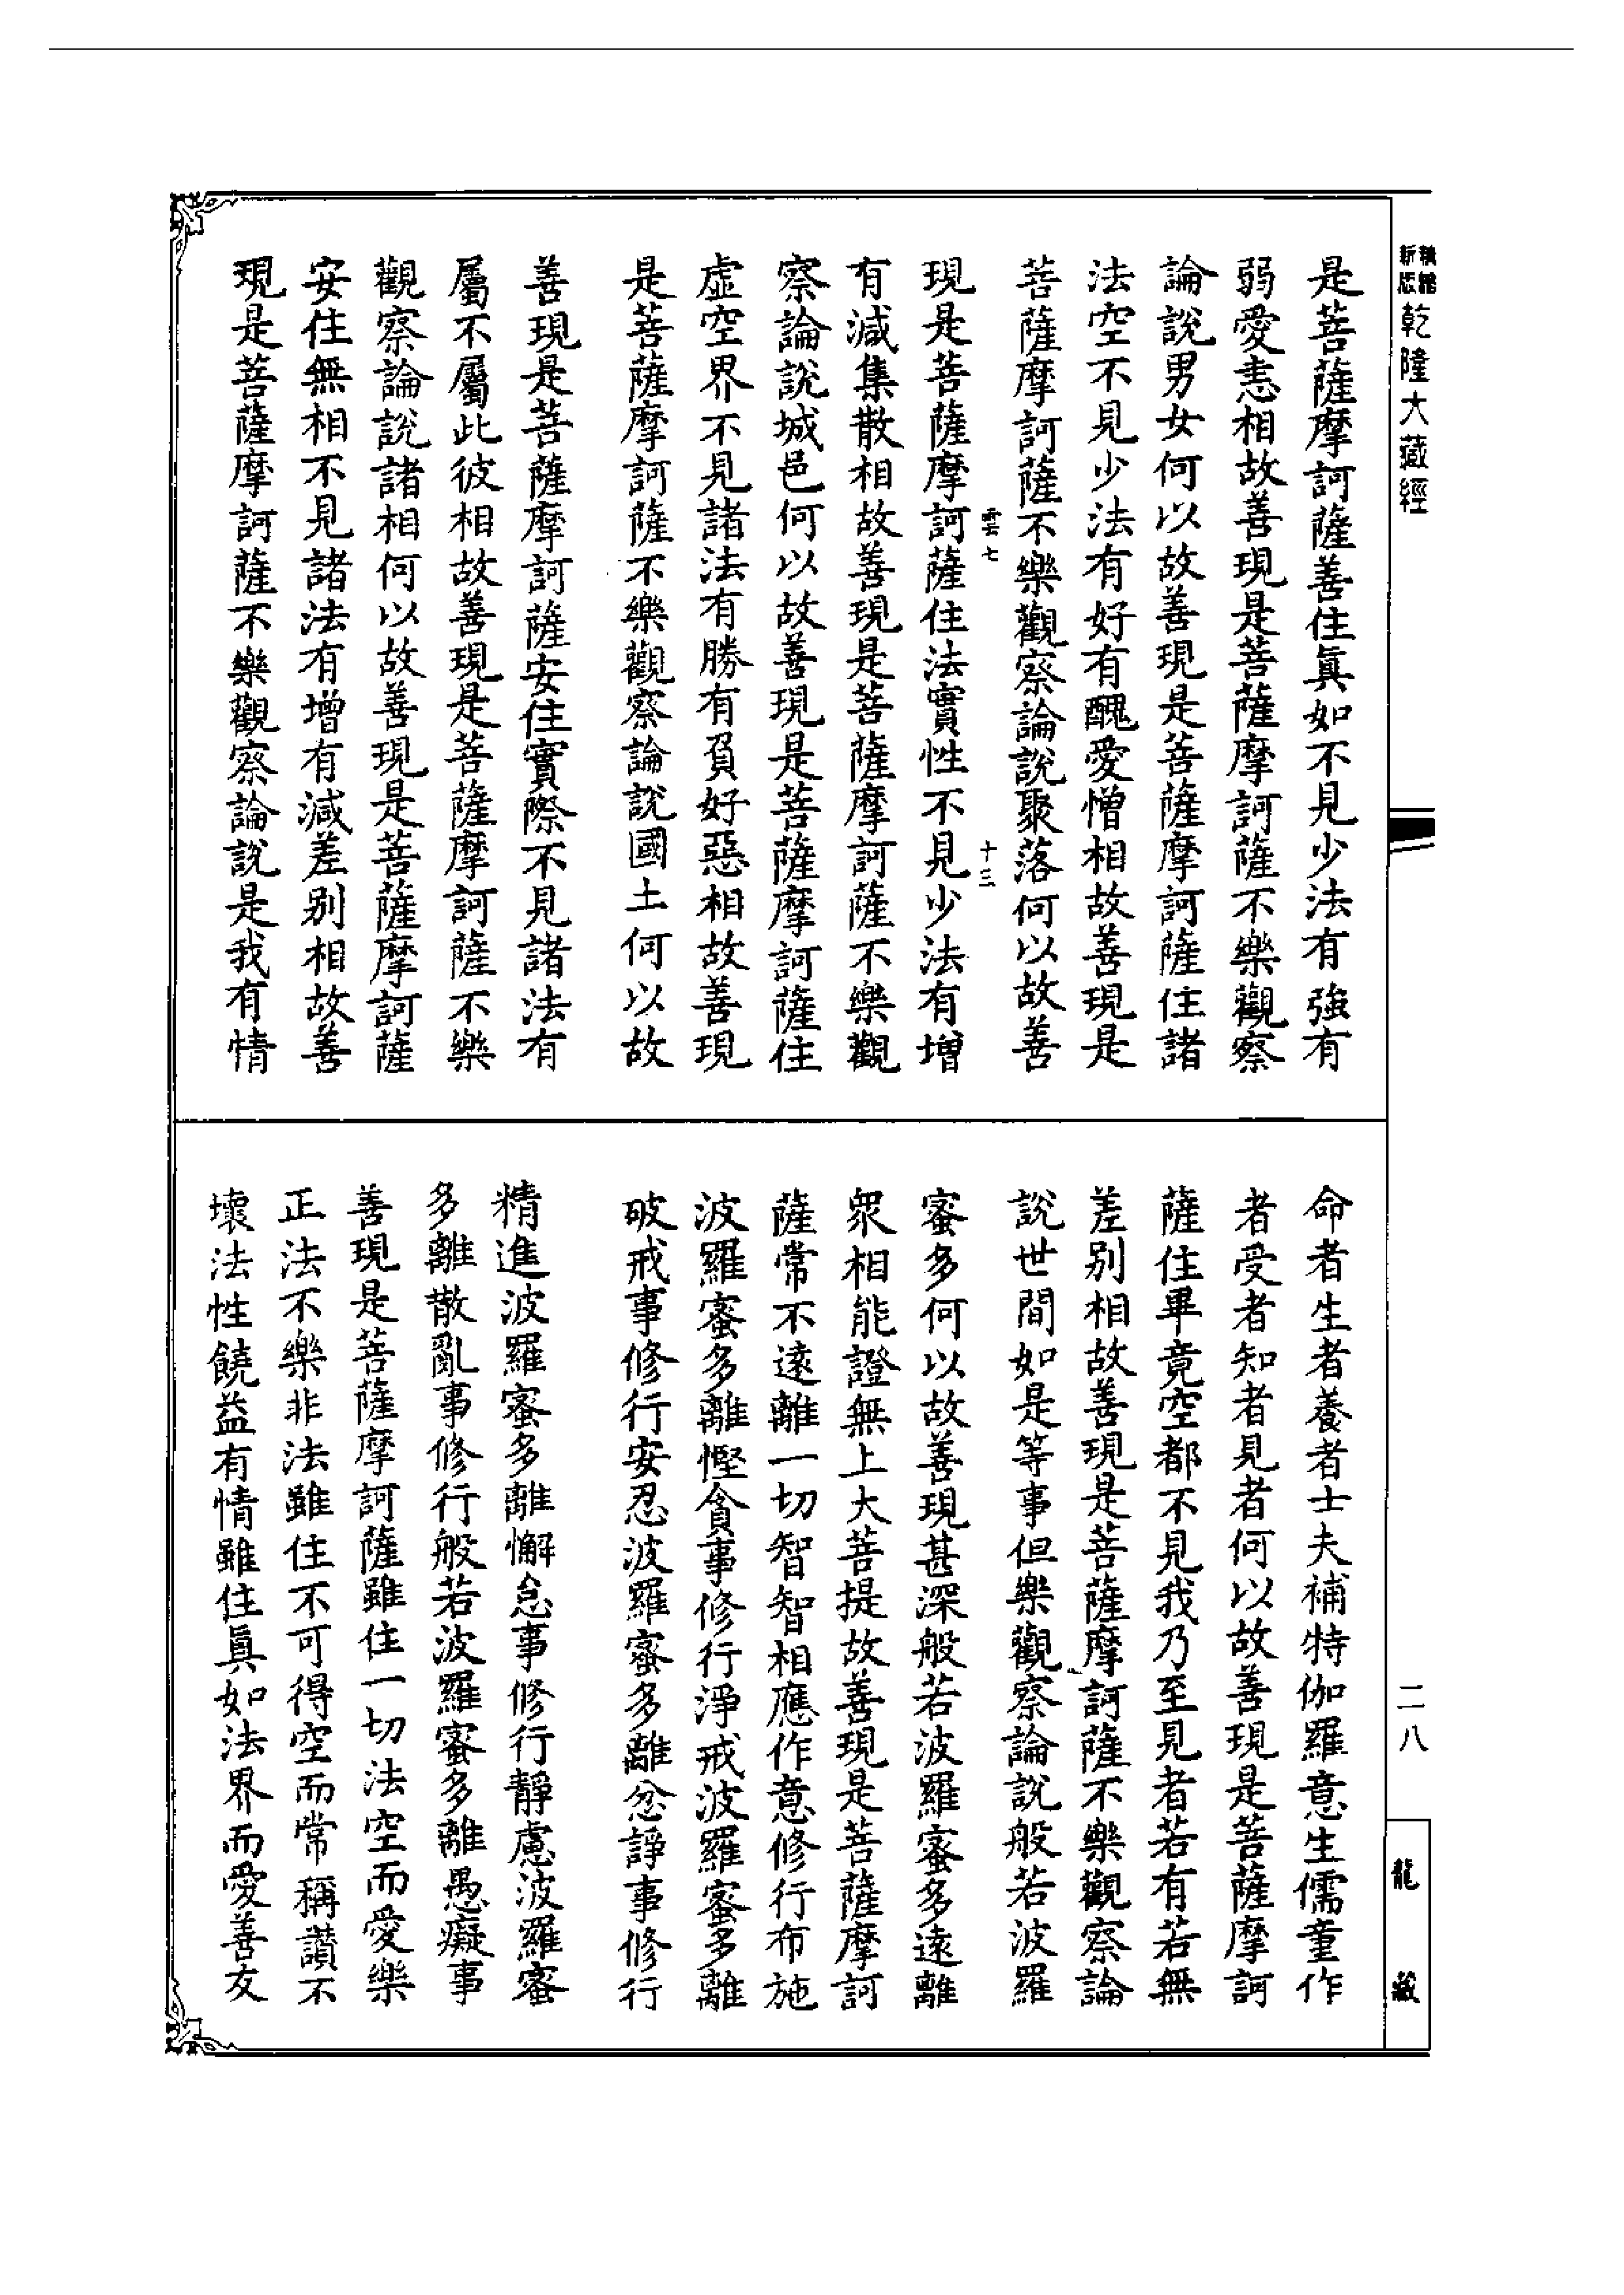 新版精縮乾隆大藏經
是菩薩摩訶薩善住眞如不見少法有強有
弱愛恚相故善現是菩薩摩訶薩不樂觀察
論說男女何以故善現是菩薩摩訶薩住諸
法空不見少法有好有醜愛憎相故善現是
菩薩摩訶薩不樂觀察論說聚落何以故善
雲七 十三
現是菩薩摩訶薩住法實性不見少法有增
有減集散相故善現是菩薩摩訶薩不樂觀
察論說城邑何以故善現是菩薩摩訶薩住
虛空界不見諸法有勝有負好惡相故善現
是菩薩摩訶薩不樂觀察論說國土何以故
善現是菩薩摩訶薩安住實際不見諸法有
屬不屬此彼相故善現是菩薩摩訶薩不樂
觀察論說諸相何以故善現是菩薩摩訶薩
安住無相不見諸法有增有減差别相故善
現是菩薩摩訶薩不樂觀察論說是我有情
命者生者養者士夫補特伽羅意生儒童作
者受者知者見者何以故善現是菩薩摩訶
薩住畢竟空都不見我乃至見者若有若無
差别相故善現是菩薩摩訶薩不樂觀察論
說世間如是等事但樂觀察論說般若波羅
蜜多何以故善現甚深般若波羅蜜多遠離
衆相能證無上大菩提故善現是菩薩摩訶
薩常不遠離一切智智相應作意修行布施
波羅蜜多離慳貪事修行淨戒波羅蜜多離
破戒事修行安忍波羅蜜多離忿諍事修行
精進波羅蜜多離懈怠事修行靜慮波羅蜜
多離散亂事修行般若波羅蜜多離愚癡事
善現是菩薩摩訶薩雖住一切法空而愛樂
正法不樂非法雖住不可得空而常稱讚不
壞法性饒益有情雖住眞如法界而愛善友
二八
龍藏